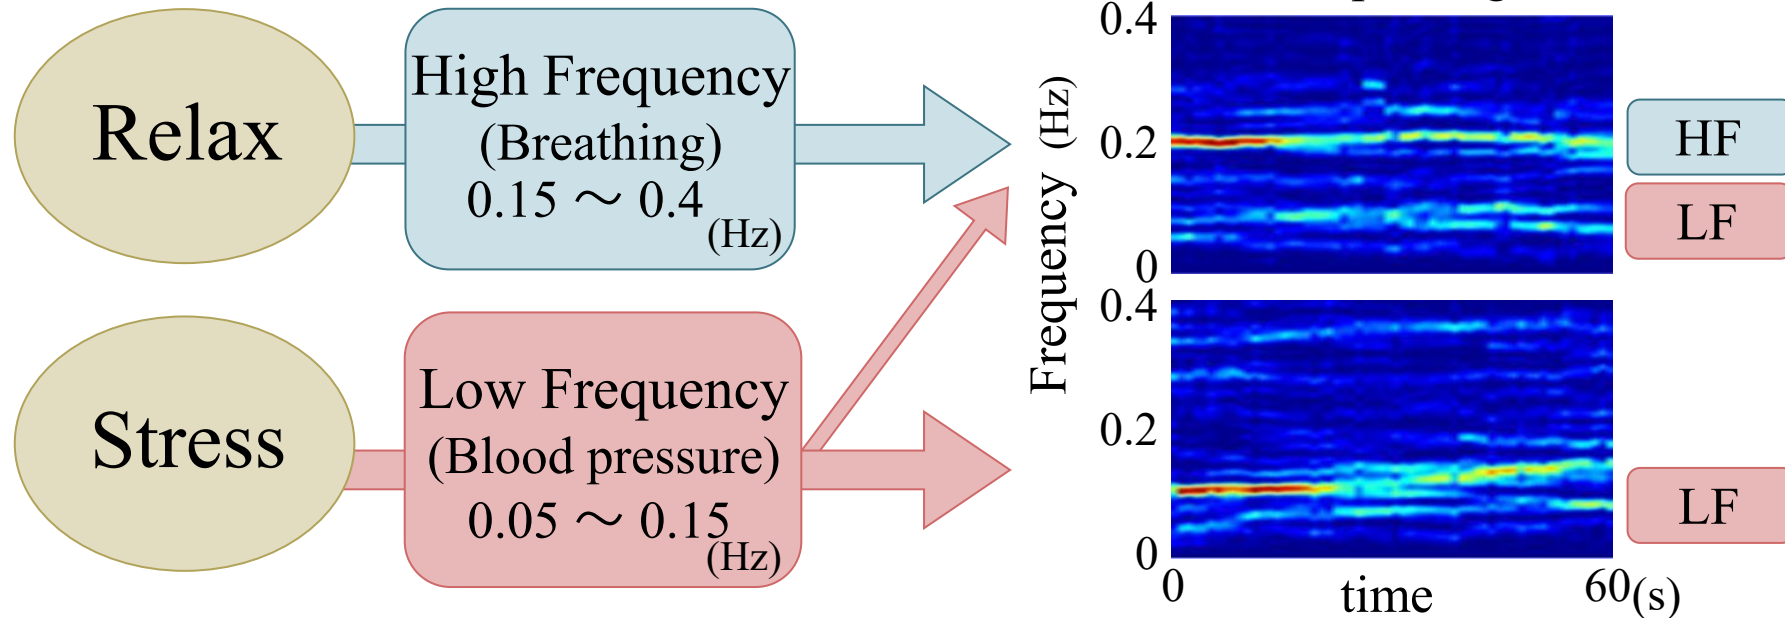 Relax
High Frequency
(Breathing)
0.15 ～ 0.4
(Hz)
Stress
Low Frequency
(Blood pressure)
0.05 ～ 0.15
(Hz)
Frequency (Hz)
0.4
0.2
0
HF
LF
0.4
0.2
0
LF
0
time
60(s)